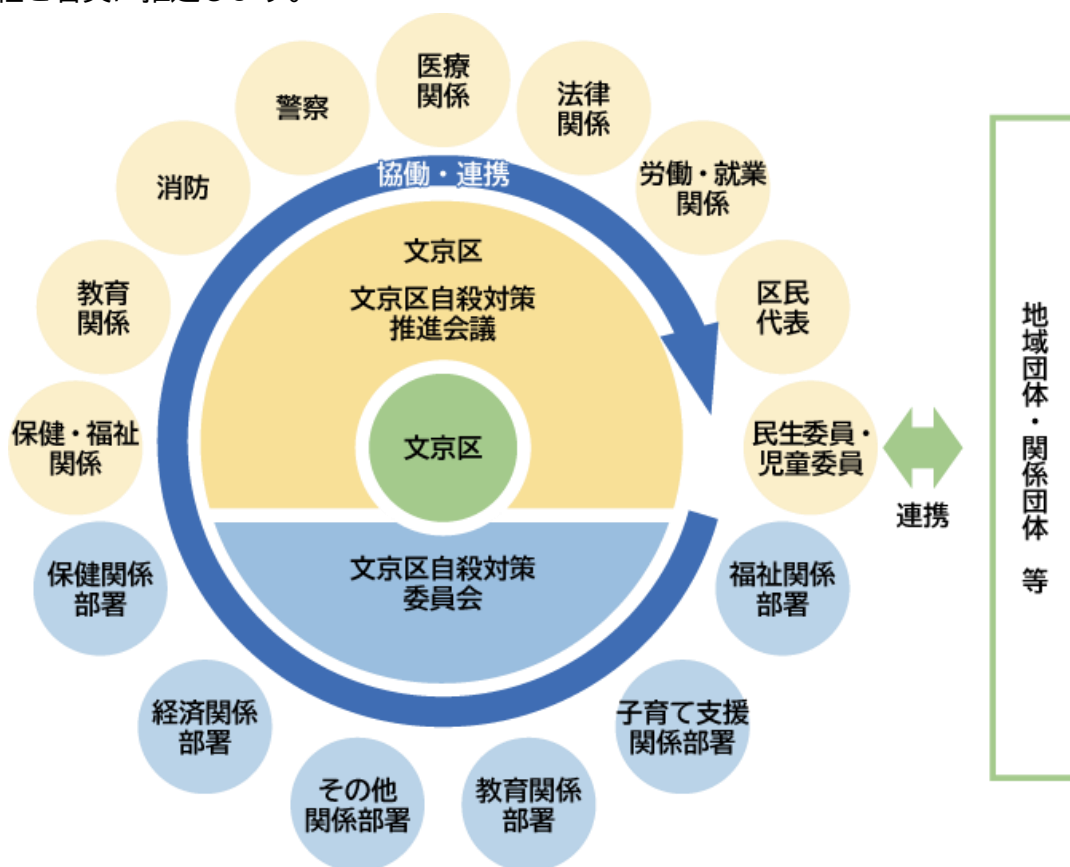 医療
関係
法律
関係
労働・就業
関係
区民
代表
民生委員・
児童委員
警察
消防
教育
関係
保健・福祉
関係
協働・連携
文京区
文京区自殺対策
推進会議
文京区
文京区自殺対策
委員会
保健関係
部署
経済関係
部署
その他
関係部署
教育関係
部署
子育て支援
関係部署
福祉関係
部署
連携
地域団体・関係団体 等